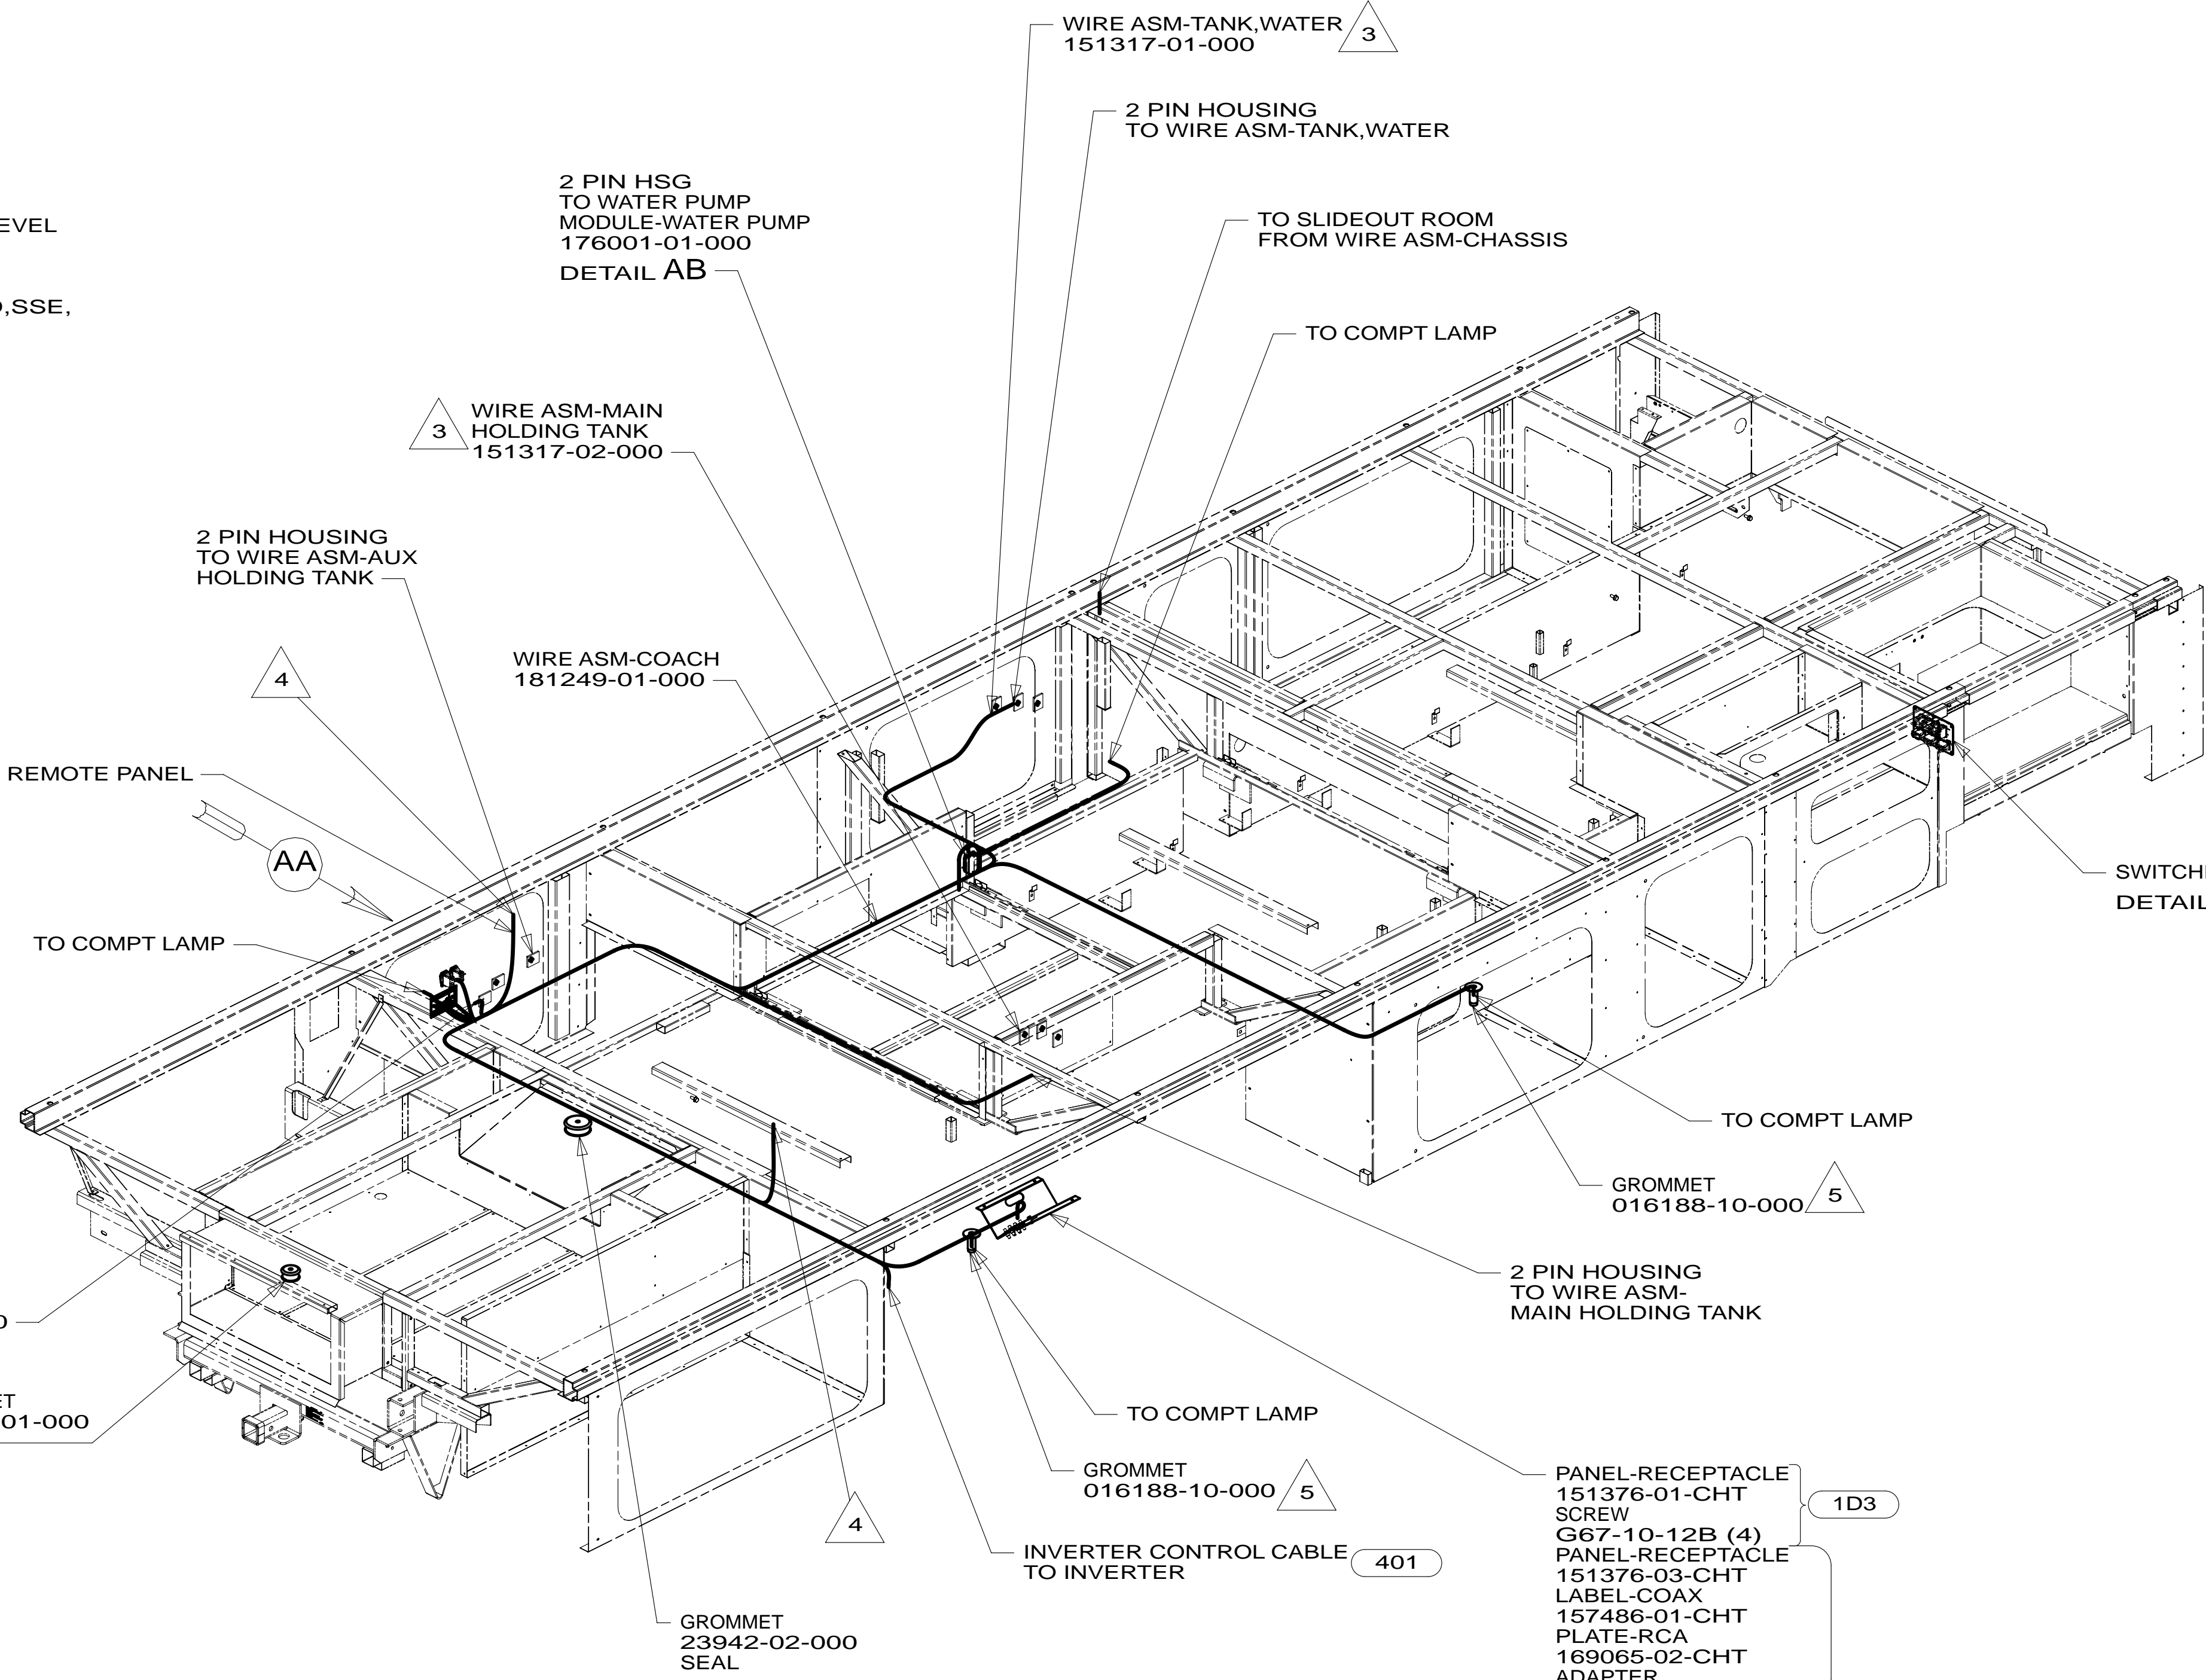 WIRE ASM-TANK,WATER
151317-01-000
3
2 PIN HOUSING
TO WIRE ASM-TANK,WATER
2 PIN HSG
TO WATER PUMP
MODULE-WATER PUMP
176001-01-000
DETAIL AB
EVEL
,SSE,
TO SLIDEOUT ROOM
FROM WIRE ASM-CHASSIS
TO COMPT LAMP
3
WIRE ASM-MAIN
HOLDING TANK
151317-02-000
2 PIN HOUSING
TO WIRE ASM-AUX
HOLDING TANK
4
WIRE ASM-COACH
181249-01-000
REMOTE PANEL
AA
TO COMPT LAMP
SWITCH
DETAIL
TO COMPT LAMP
GROMMET
016188-10-000
5
2 PIN HOUSING
TO WIRE ASM-
MAIN HOLDING TANK
ET
01-000
TO COMPT LAMP
GROMMET
016188-10-000
5
4
INVERTER CONTROL CABLE
TO INVERTER
401
GROMMET
23942-02-000
SEAL
PANEL-RECEPTACLE
151376-01-CHT
SCREW
G67-10-12B (4)
1D3
PANEL-RECEPTACLE
151376-03-CHT
LABEL-COAX
157486-01-CHT
PLATE-RCA
169065-02-CHT
ADAPTER